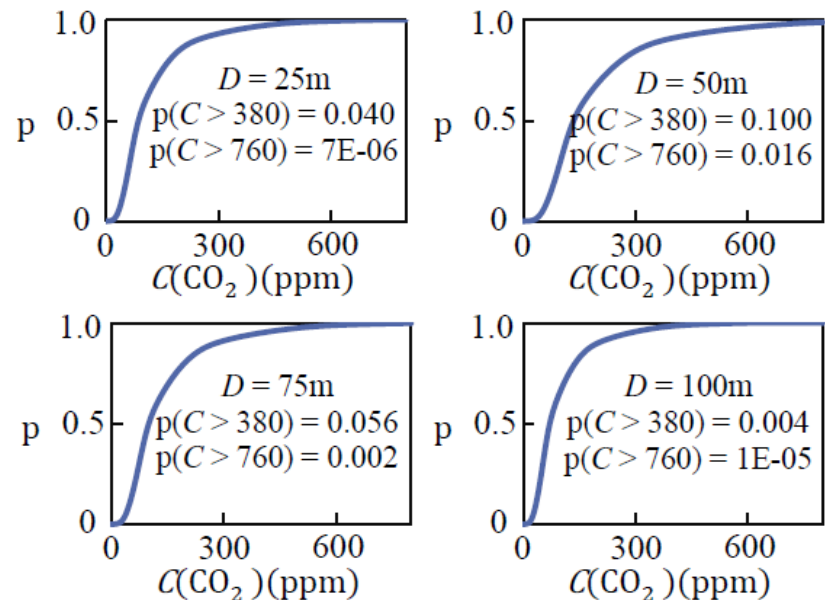 1.0
D = 25m
p(C > 380) = 0.040
p 0.5
p(C > 760) = 7E-06
0
0 300 600
C(CO₂)(ppm)
1.0
D = 50m
p(C > 380) = 0.100
p 0.5
p(C > 760) = 0.016
0
0 300 600
C(CO₂)(ppm)
1.0
D = 75m
p(C > 380) = 0.056
p 0.5
p(C > 760) = 0.002
0
0 300 600
C(CO₂)(ppm)
1.0
D = 100m
p(C > 380) = 0.004
p 0.5
p(C > 760) = 1E-05
0
0 300 600
C(CO₂)(ppm)